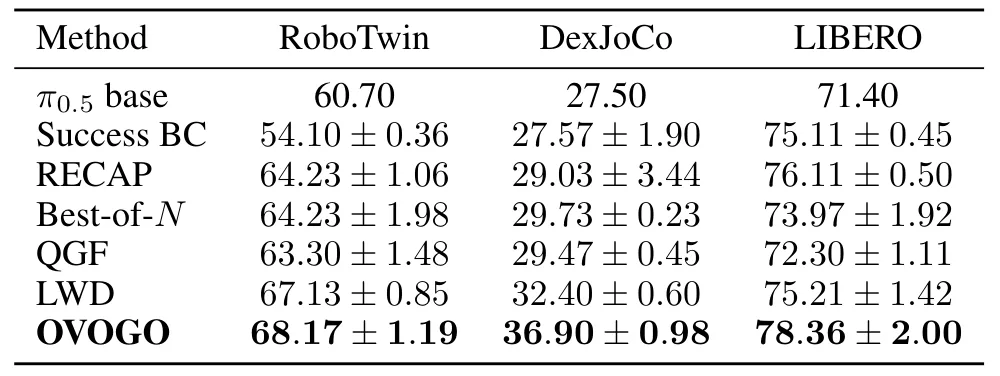 Method RoboTwin DexJoCo LIBERO
π0.5 base 60.70 27.50 71.40
Success BC 54.10 ± 0.36 27.57 ± 1.90 75.11 ± 0.45
RECAP 64.23 ± 1.06 29.03 ± 3.44 76.11 ± 0.50
Best-of-N 64.23 ± 1.98 29.73 ± 0.23 73.97 ± 1.92
QGF 63.30 ± 1.48 29.47 ± 0.45 72.30 ± 1.11
LWD 67.13 ± 0.85 32.40 ± 0.60 75.21 ± 1.42
OVOGO 68.17 ± 1.19 36.90 ± 0.98 78.36 ± 2.00